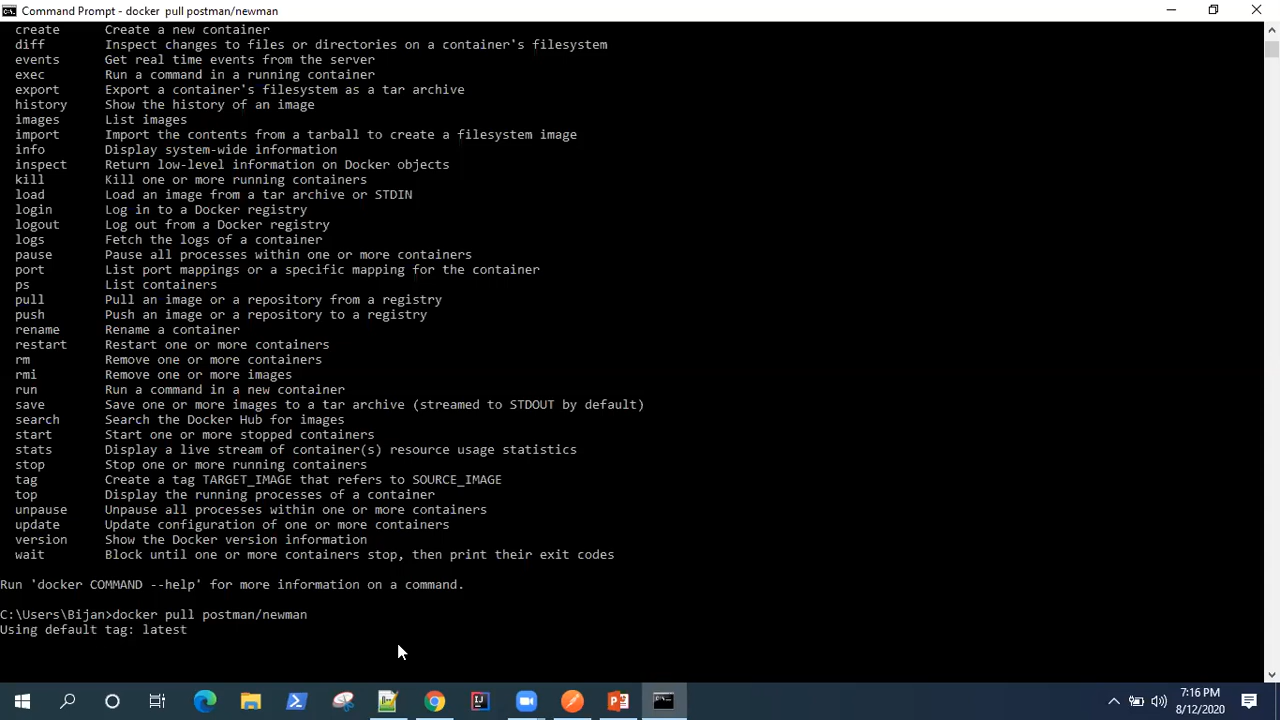 Command Prompt - docker pull postman/newman
create Create a new container
diff Inspect changes to files or directories on a container's filesystem
events Get real time events from the server
exec Run a command in a running container
export Export a container's filesystem as a tar archive
history Show the history of an image
images List images
import Import the contents from a tarball to create a filesystem image
info Display system-wide information
inspect Return low-level information on Docker objects
kill Kill one or more running containers
load Load an image from a tar archive or STDIN
login Log in to a Docker registry
logout Log out from a Docker registry
logs Fetch the logs of a container
pause Pause all processes within one or more containers
port List port mappings or a specific mapping for the container
ps List containers
pull Pull an image or a repository from a registry
push Push an image or a repository to a registry
rename Rename a container
restart Restart one or more containers
rm Remove one or more containers
rmi Remove one or more images
run Run a command in a new container
save Save one or more images to a tar archive (streamed to STDOUT by default)
search Search the Docker Hub for images
start Start one or more stopped containers
stats Display a live stream of container(s) resource usage statistics
stop Stop one or more running containers
tag Create a tag TARGET_IMAGE that refers to SOURCE_IMAGE
top Display the running processes of a container
unpause Unpause all processes within one or more containers
update Update configuration of one or more containers
version Show the Docker version information
wait Block until one or more containers stop, then print their exit codes
Run 'docker COMMAND --help' for more information on a command.
C:\Users\Bijan>docker pull postman/newman
Using default tag: latest
7:16 PM
8/12/2020